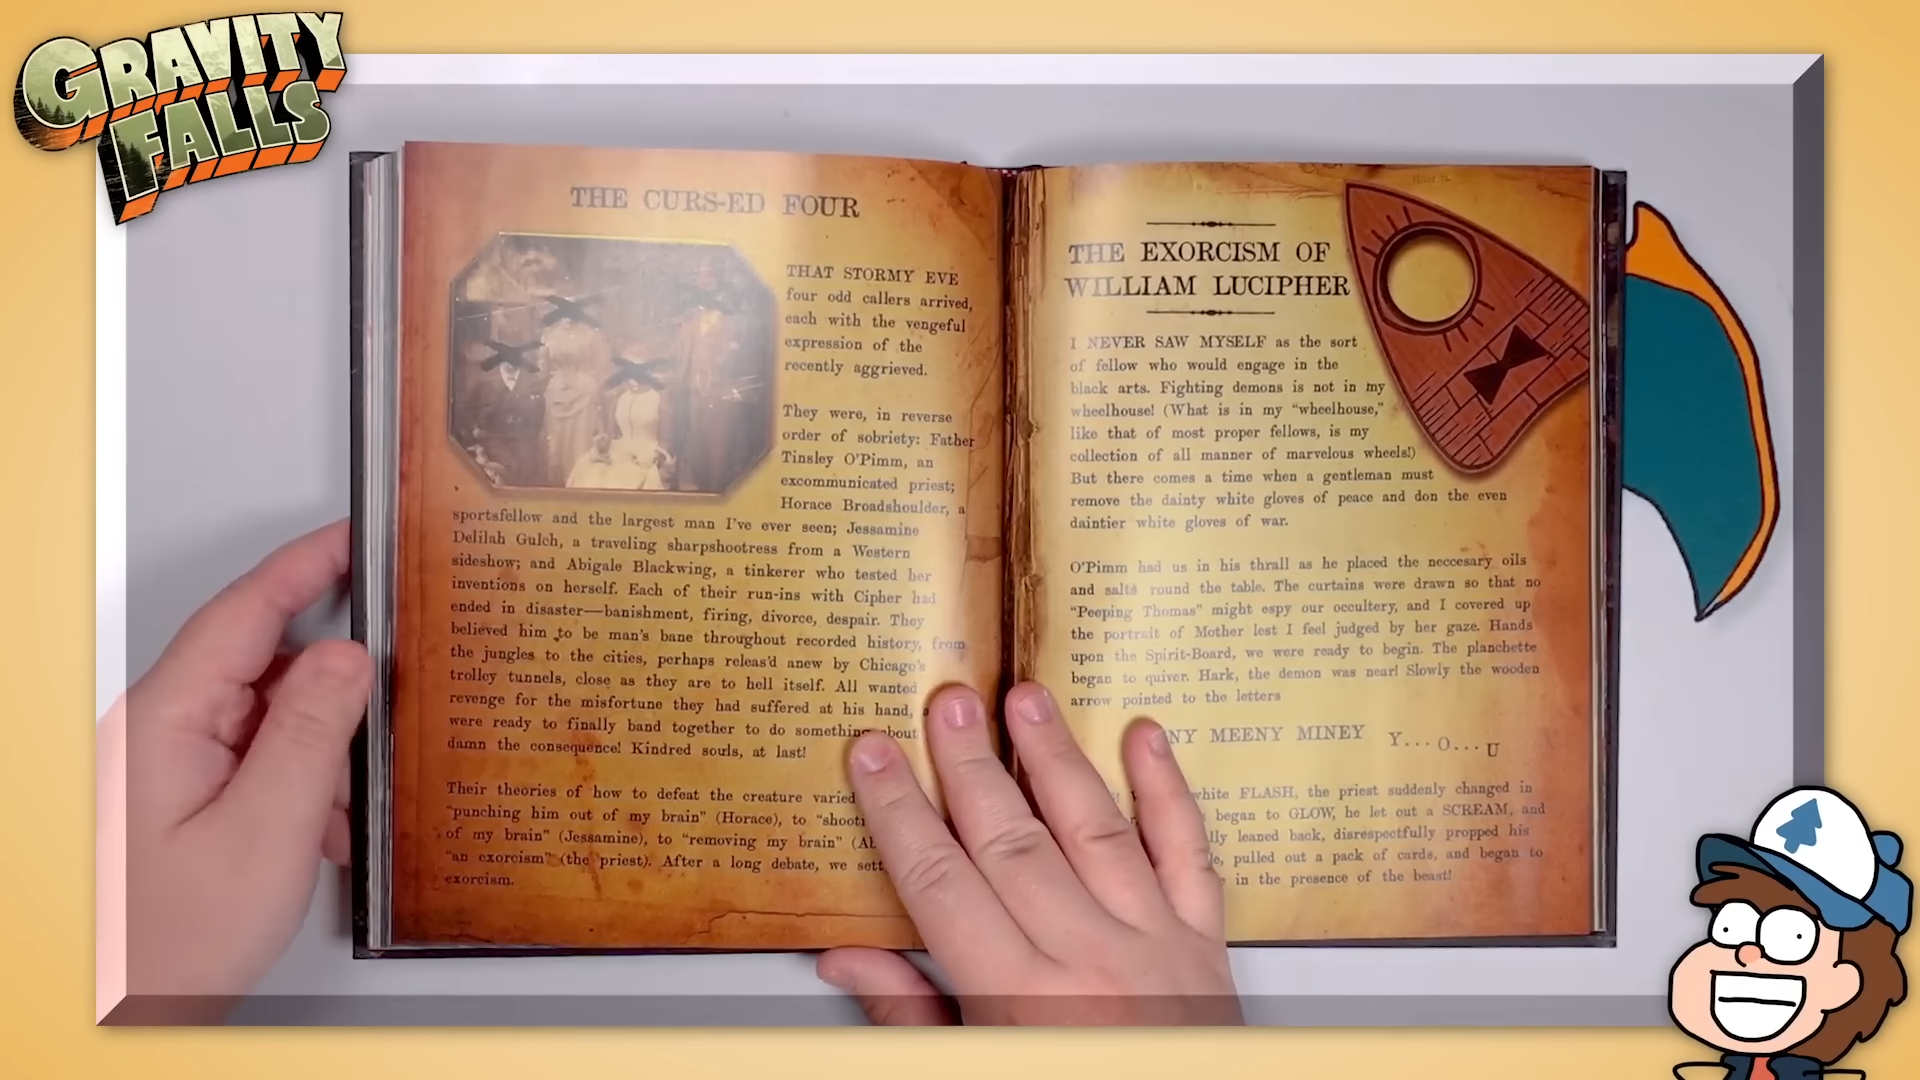 GRAVITY
FALLS
THE CURS-ED FOUR
THAT STORMY EVE
four odd callers arrived,
each with the vengeful
expression of the
recently aggrieved.
They were, in reverse
order of sobriety: Father
Tinsley O'Pimm, an
excommunicated priest;
Horace Broadshoulder, a
sportsfellow and the largest man I've ever seen; Jessamine
Delilah Gulch, a traveling sharpshootress from a Western
sideshow; and Abigale Blackwing, a tinkerer who tested her
inventions on herself. Each of their run-ins with Cipher had
ended in disaster—banishment, firing, divorce, despair. They
believed him to be man's bane throughout recorded history, from
the jungles to the cities, perhaps releas'd anew by Chicago's
trolley tunnels, close as they are to hell itself. All wanted
revenge for the misfortune they had suffered at his hand,
were ready to finally band together to do something about
damn the consequence! Kindred souls, at last!
Their theories of how to defeat the creature varied
"punching him out of my brain" (Horace), to
of my brain" (Jessamine), to "removing my brain"
"an exorcism" (the priest). After a long debate, we
exorcism.
THE EXORCISM OF
WILLIAM LUCIPHER
I NEVER SAW MYSELF as the sort
of fellow who would engage in the
black arts. Fighting demons is not in my
wheelhouse! (What is in my "wheelhouse,"
like that of most proper fellows, is my
collection of all manner of marvelous wheels!)
But there comes a time when a gentleman must
remove the dainty white gloves of peace and don the even
daintier white gloves of war.
O'Pimm had us in his thrall as he placed the neccesary oils
and salts round the table. The curtains were drawn so that no
"Peeping Thomas" might espy our occultery, and I covered up
the portrait of Mother lest I feel judged by her gaze. Hands
upon the Spirit-Board, we were ready to begin. The planchette
began to quiver. Hark, the demon was near! Slowly the wooden
arrow pointed to the letters
MEENY MINEY Y...O...U
white FLASH, the priest suddenly changed in
began to GLOW, he let out a SCREAM, and
leaned back, disrespectfully propped his
pulled out a pack of cards, and began to
in the presence of the beast!